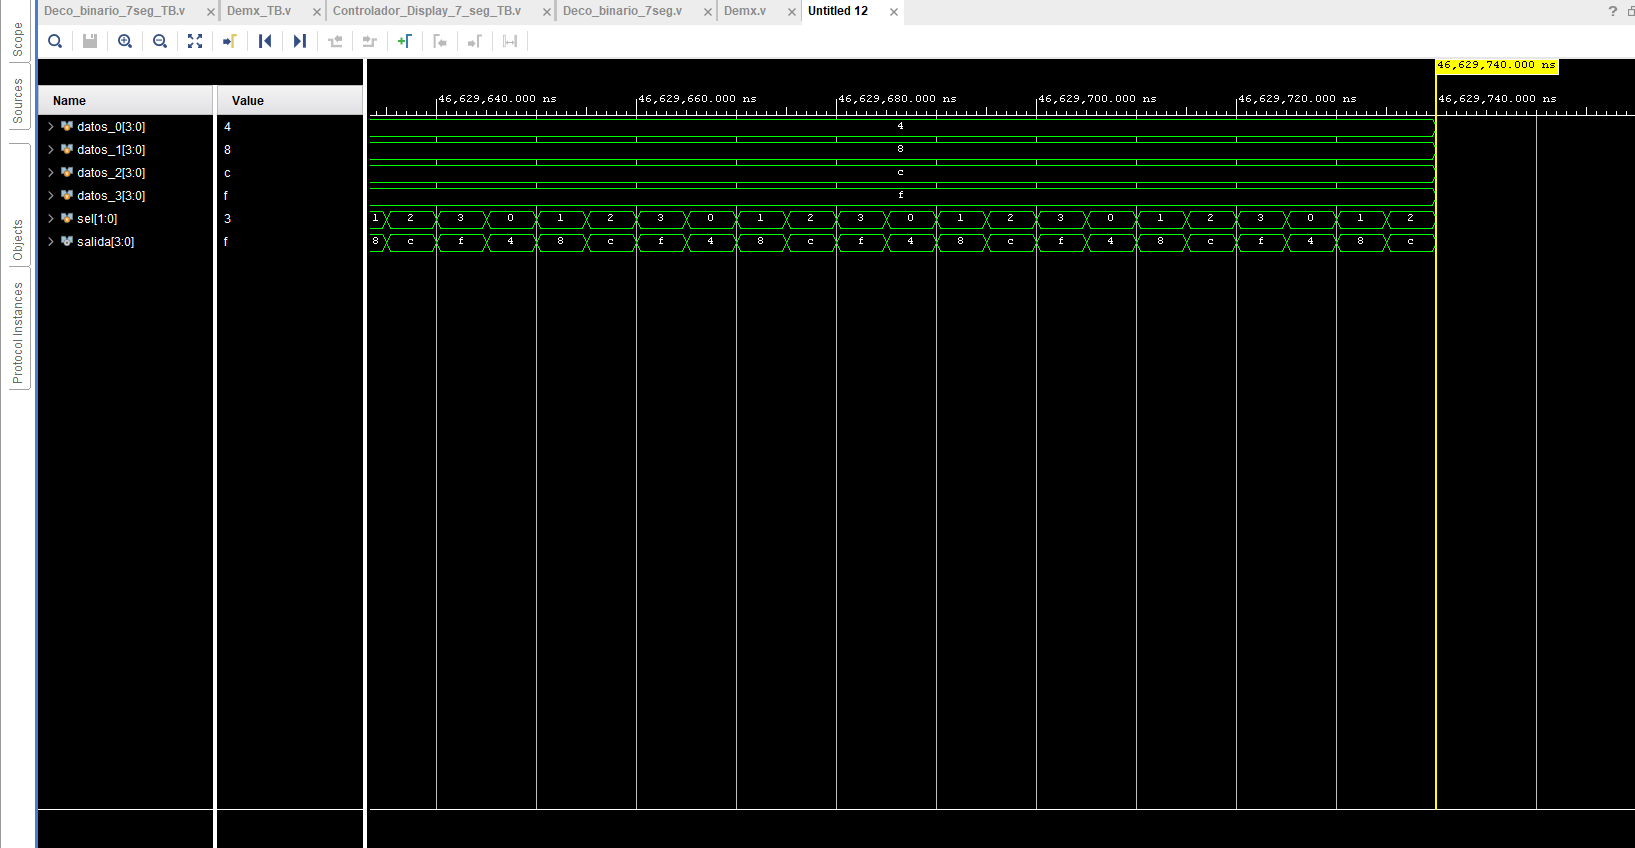 Deco_binario_7seg_TB.v Demx_TB.v Controlador_Display_7_seg_TB.v Deco_binario_7seg.v Demx.v Untitled 12 ?
Scope
Sources
Objects
Protocol Instances
46,629,740.000 ns
46,629,640.000 ns 46,629,660.000 ns 46,629,680.000 ns 46,629,700.000 ns 46,629,720.000 ns 46,629,740.000 ns
Name Value
datos_0[3:0] 4 4
datos_1[3:0] 8 8
datos_2[3:0] c c
datos_3[3:0] f f
sel[1:0] 3 1 2 3 0 1 2 3 0 1 2 3 0 1 2 3 0 1 2 3 0 1 2
salida[3:0] f 8 c f 4 8 c f 4 8 c f 4 8 c f 4 8 c f 4 8 c